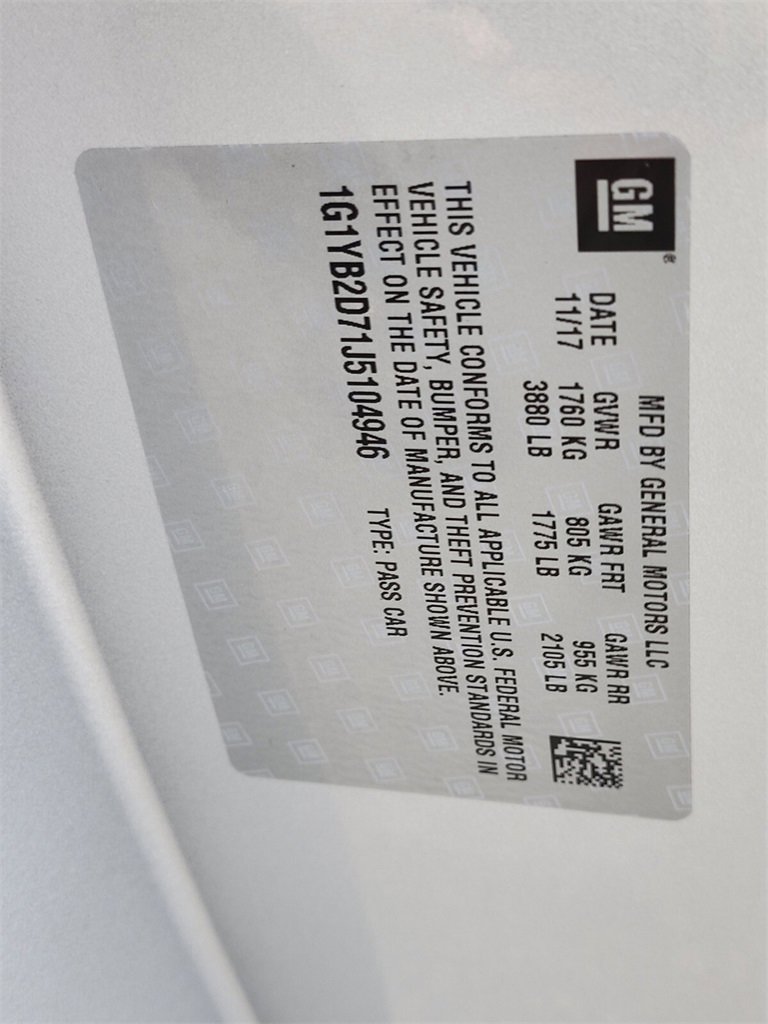 GM
®
MFD BY GENERAL MOTORS LLC
DATE GVWR GAWR FRT GAWR RR
11/17 1760 KG 805 KG 955 KG
3880 LB 1775 LB 2105 LB
THIS VEHICLE CONFORMS TO ALL APPLICABLE U.S. FEDERAL MOTOR
VEHICLE SAFETY, BUMPER, AND THEFT PREVENTION STANDARDS IN
EFFECT ON THE DATE OF MANUFACTURE SHOWN ABOVE.
1G1YB2D71J5104946 TYPE: PASS CAR